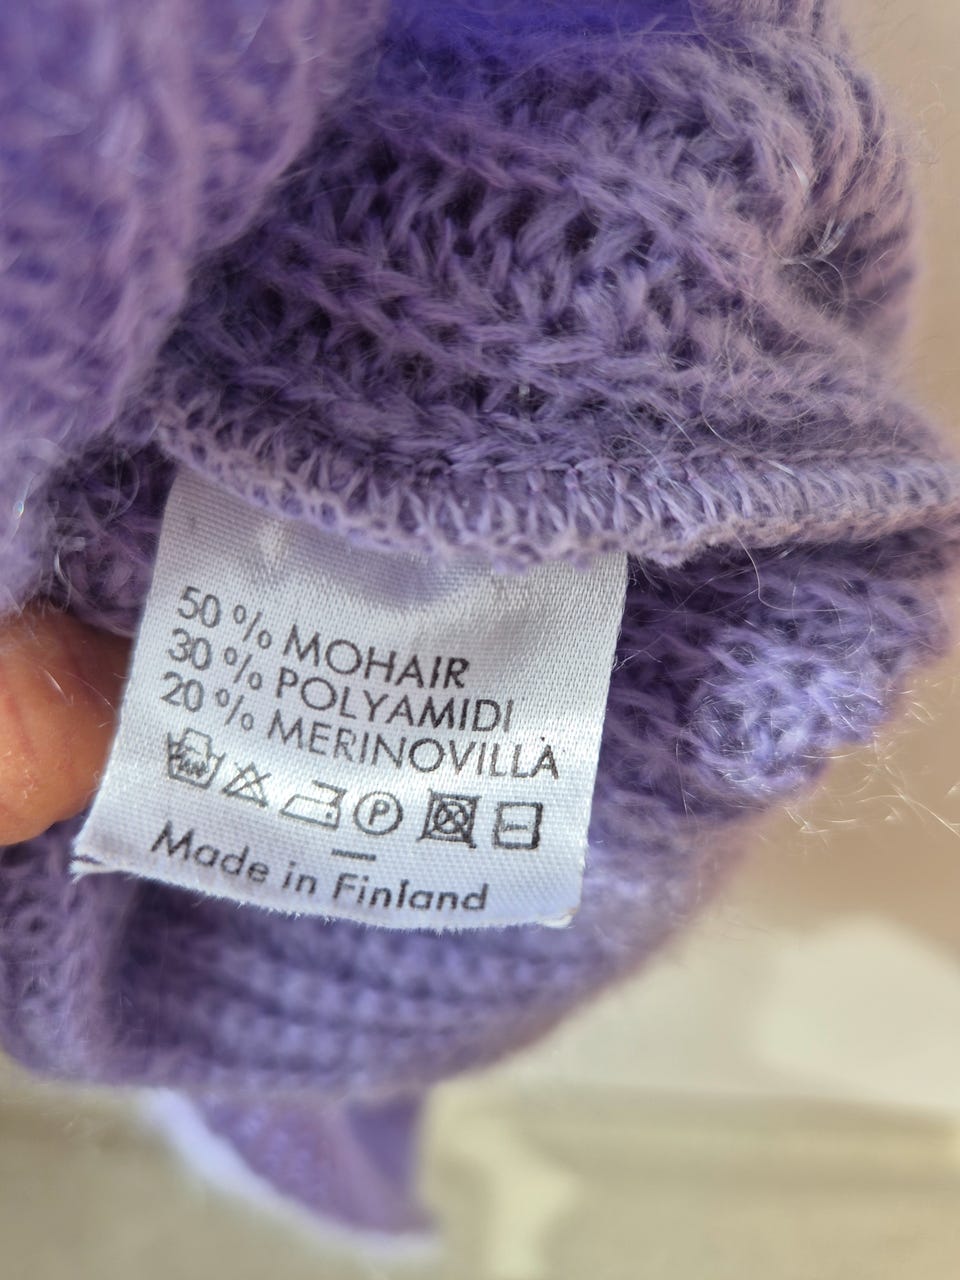 50 % MOHAIR
30 % POLYAMIDI
20 % MERINOVILLA
P
Made in Finland